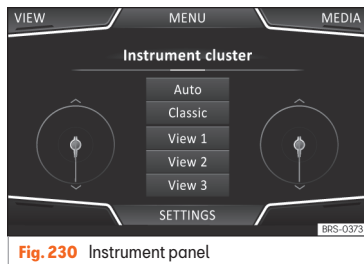 VIEW MENU MEDIA
Instrument cluster
Auto
Classic
View 1
View 2
View 3
SETTINGS
BRS-0373
Fig. 230 Instrument panel